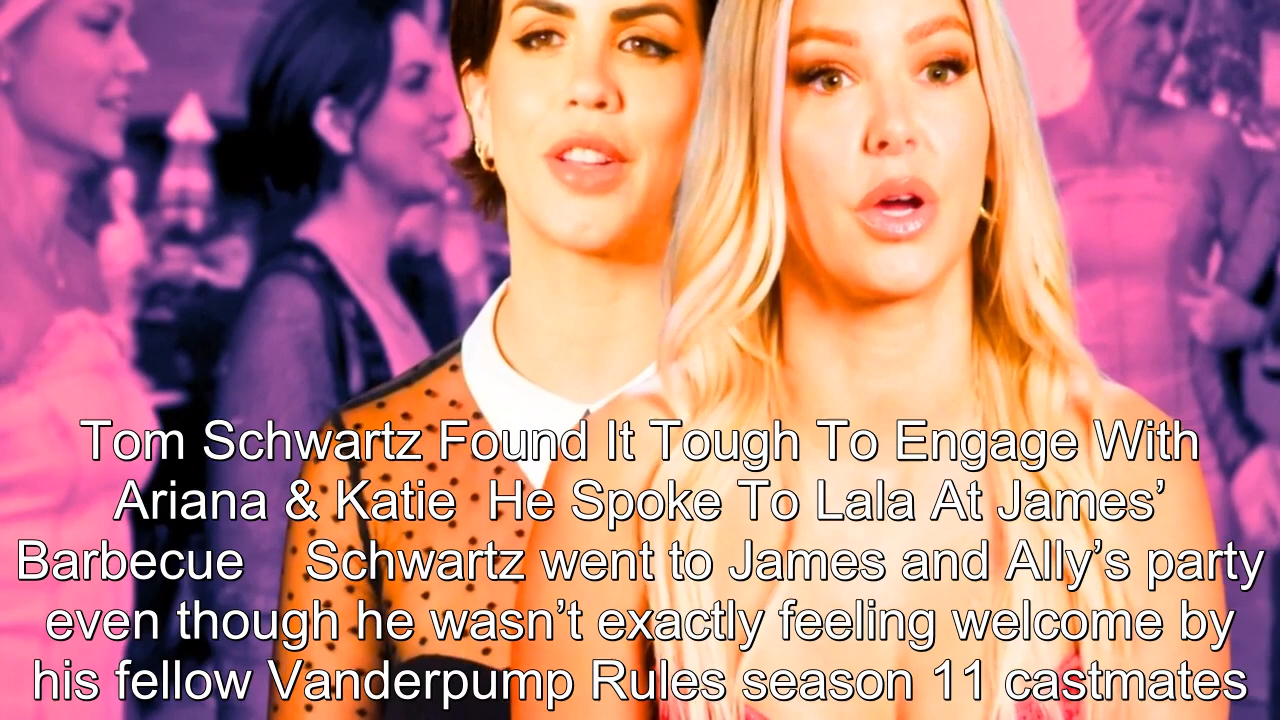 Tom Schwartz Found It Tough To Engage With
Ariana & Katie  He Spoke To Lala At James’
Barbecue     Schwartz went to James and Ally’s party
even though he wasn’t exactly feeling welcome by
his fellow Vanderpump Rules season 11 castmates